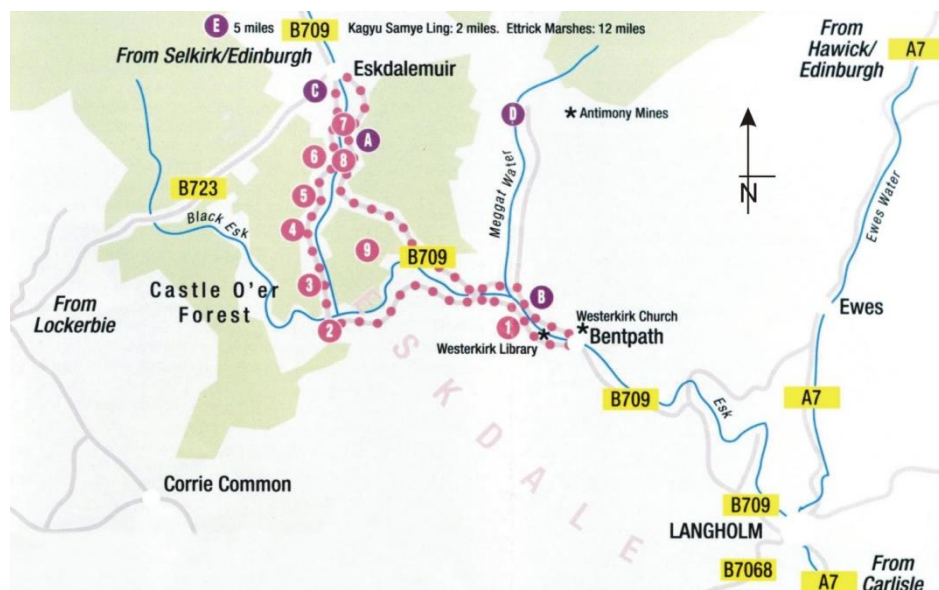 E 5 miles B709 Kagyu Samye Ling: 2 miles. Ettrick Marshes: 12 miles
From Selkirk/Edinburgh
Eskdalemuir
From
Hawick/
Edinburgh
A7
C
D
* Antimony Mines
7
A
6
8
B723
5
Black Esk
4
Meggat Water
N
Ewes Water
9
B709
3
Castle O'er
Forest
From
Lockerbie
2
B
1
Westerkirk Church
*
Westerkirk Library *
Bentpath
Ewes
ESKDALE
B709
Esk
A7
Corrie Common
B709
LANGHOLM
B7068
From
Carlisle
A7